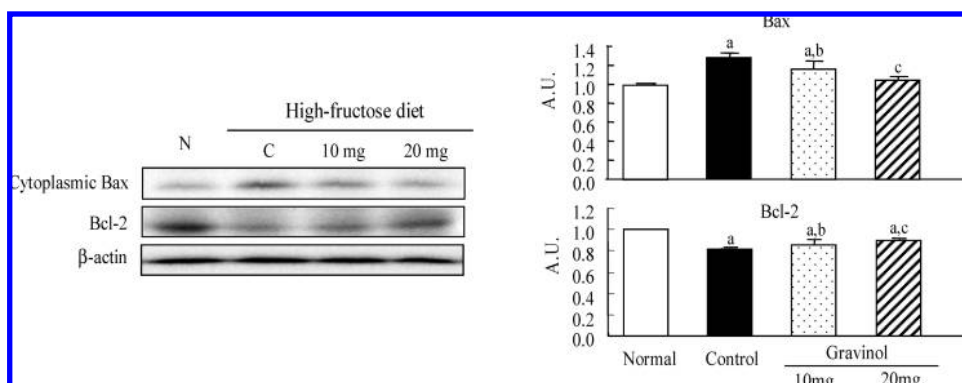 High-fructose diet
N
C 10 mg 20 mg
Cytoplasmic Bax
Bcl-2
β-actin
Bax
A.U.
1.4
1.2
1.0
0.8
0.6
0.4
0.2
0.0
a
a,b
c
Bcl-2
A.U.
1.2
1.0
0.8
0.6
0.4
0.2
0.0
a
a,b
a,c
Normal Control Gravinol
10mg 20mg